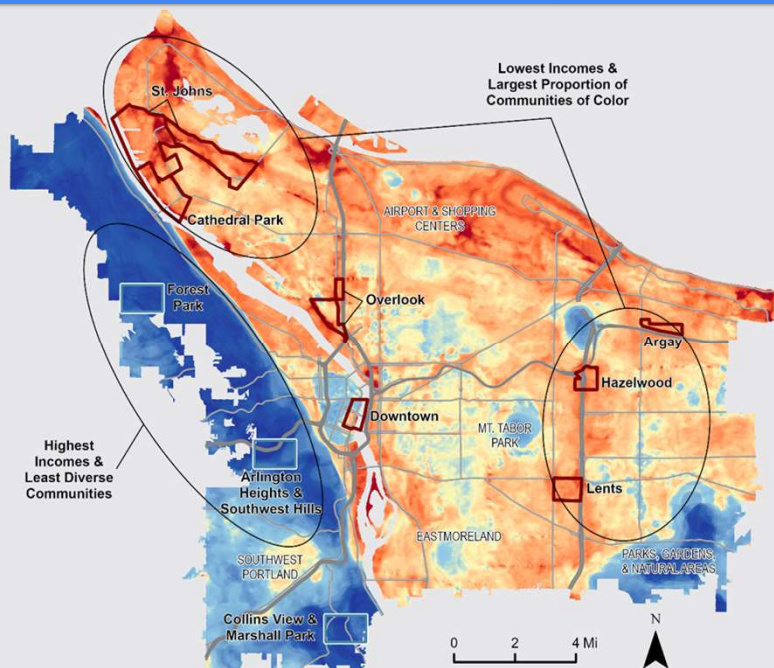 Lowest Incomes &
Largest Proportion of
Communities of Color
St. Johns
Cathedral Park
AIRPORT & SHOPPING
CENTERS
Forest
Park
Overlook
Argay
Hazelwood
Downtown
MT. TABOR
PARK
Highest
Incomes &
Least Diverse
Communities
Arlington
Heights &
Southwest Hills
Lents
EASTMORELAND
SOUTHWEST
PORTLAND
PARKS, GARDENS,
& NATURAL AREAS
Collins View &
Marshall Park
0 2 4 Mi
N